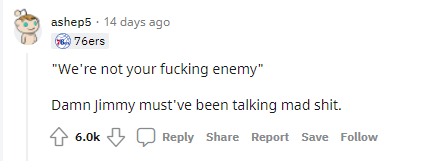 ashep5 · 14 days ago
76ers
"We're not your fucking enemy"
Damn Jimmy must've been talking mad shit.
6.0k Reply Share Report Save Follow